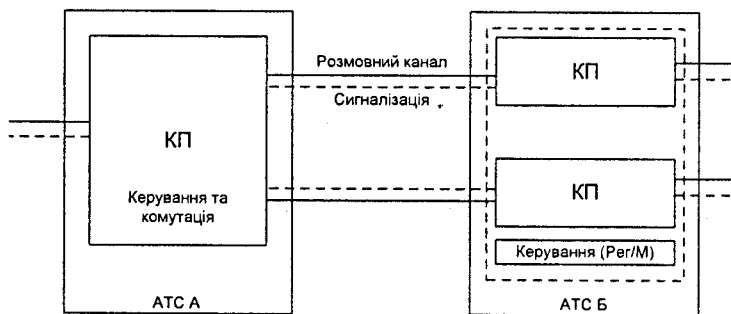 КП
Керування та
комутація
АТС А
Розмовний канал
Сигналізація
КП
КП
Керування (Рег/М)
АТС Б